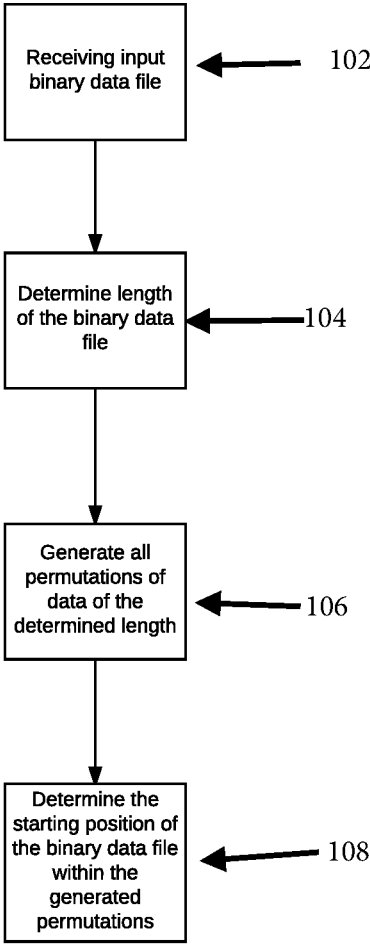 Receiving input
binary data file
102
Determine length
of the binary data
file
104
Generate all
permutations of
data of the
determined length
106
Determine the
starting position of
the binary data file
within the
generated
permutations
108